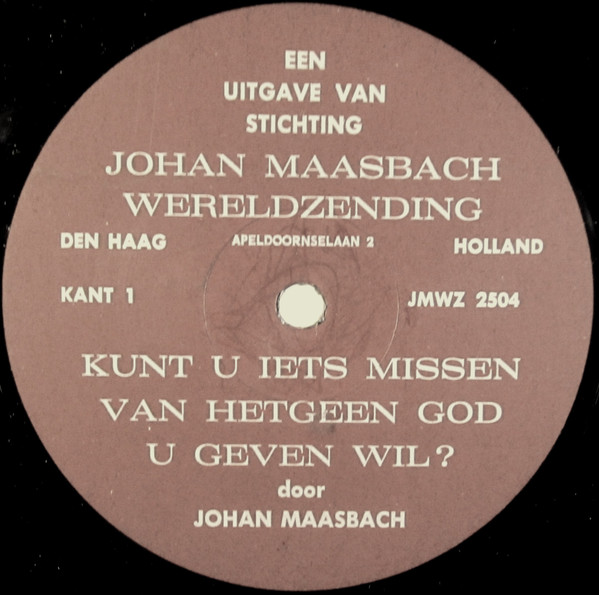 EEN
UITGAVE VAN
STICHTING
JOHAN MAASBACH
WERELDZENDING
DEN HAAG APELDOORNSELAAN 2 HOLLAND
KANT 1 JMWZ 2504
KUNT U IETS MISSEN
VAN HETGEEN GOD
U GEVEN WIL?
door
JOHAN MAASBACH